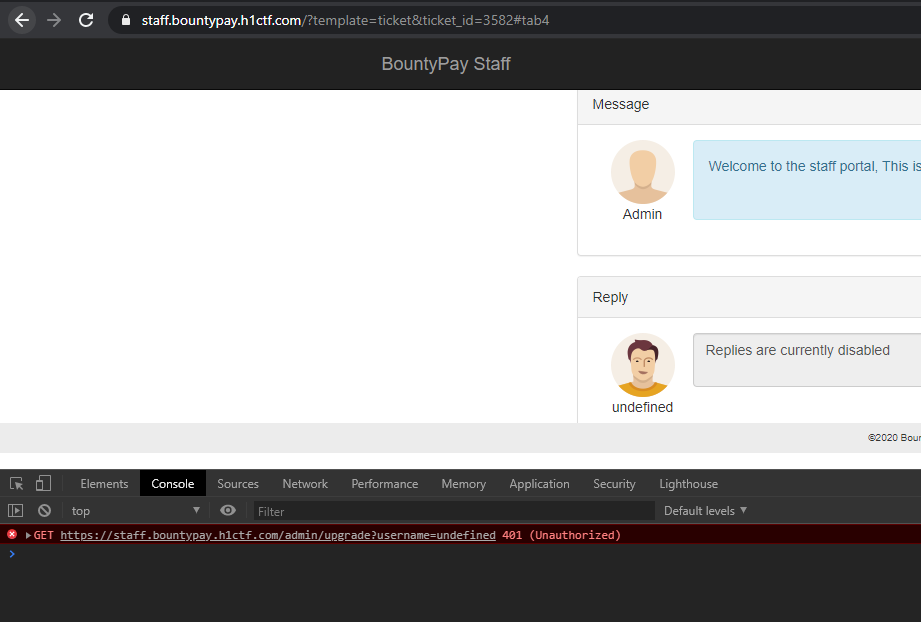 staff.bountypay.h1ctf.com/?template=ticket&ticket_id=3582#tab4
BountyPay Staff
Message
Welcome to the staff portal, This is
Admin
Reply
Replies are currently disabled
undefined
©2020 Boun
Elements Console Sources Network Performance Memory Application Security Lighthouse
top Filter Default levels
GET https://staff.bountypay.h1ctf.com/admin/upgrade?username=undefined 401 (Unauthorized)